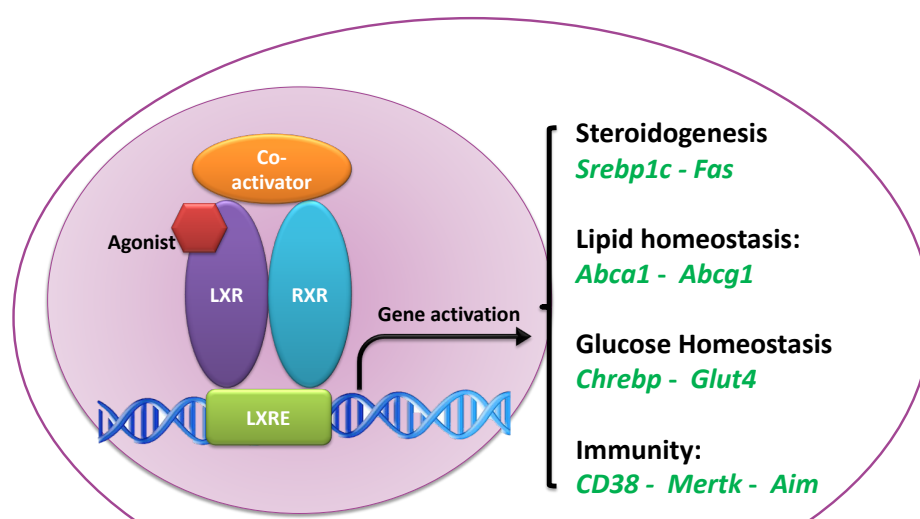 Co-
activator
Agonist
LXR
RXR
LXRE
Gene activation
Steroidogenesis
Srebp1c - Fas
Lipid homeostasis:
Abca1 - Abcg1
Glucose Homeostasis
Chrebp - Glut4
Immunity:
CD38 - Mertk - Aim